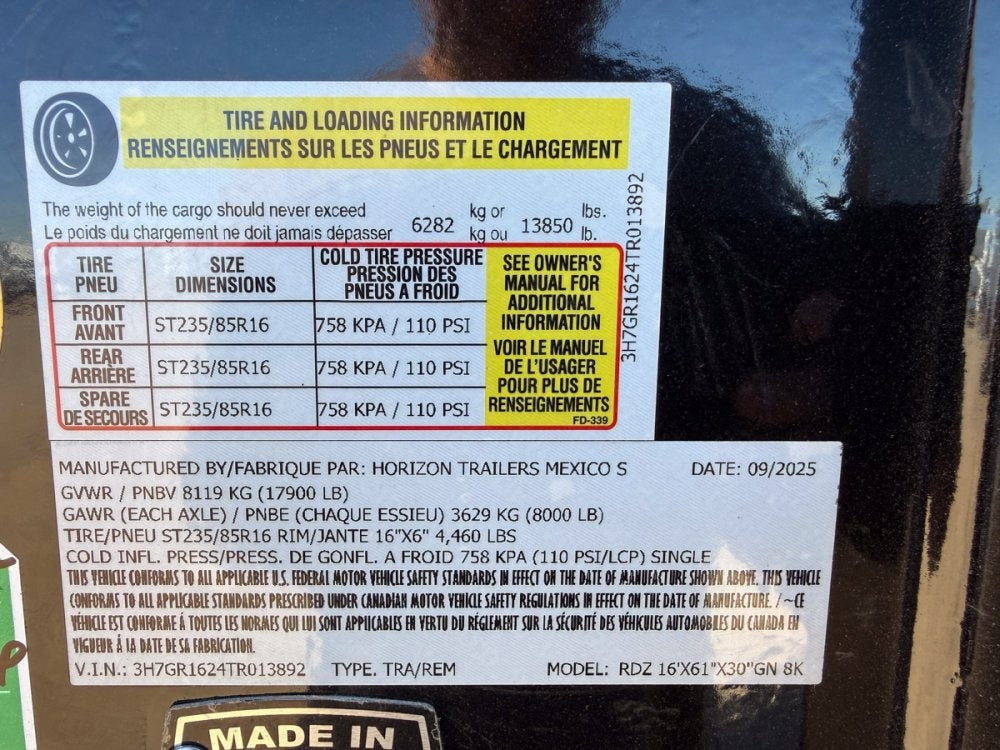 TIRE AND LOADING INFORMATION
RENSEIGNEMENTS SUR LES PNEUS ET LE CHARGEMENT
The weight of the cargo should never exceed 6282 kg or 13850 lbs.
Le poids du chargement ne doit jamais dépasser kg ou lb.
TIRE PNEU
SIZE DIMENSIONS
COLD TIRE PRESSURE PRESSION DES PNEUS A FROID
FRONT AVANT ST235/85R16 758 KPA / 110 PSI
REAR ARRIÈRE ST235/85R16 758 KPA / 110 PSI
SPARE DE SECOURS ST235/85R16 758 KPA / 110 PSI
SEE OWNER'S
MANUAL FOR
ADDITIONAL
INFORMATION
VOIR LE MANUEL
DE L'USAGER
POUR PLUS DE
RENSEIGNEMENTS
FD-339
3H7GR1624TR013892
MANUFACTURED BY/FABRIQUE PAR: HORIZON TRAILERS MEXICO S DATE: 09/2025
GVWR / PNBV 8119 KG (17900 LB)
GAWR (EACH AXLE) / PNBE (CHAQUE ESSIEU) 3629 KG (8000 LB)
TIRE/PNEU ST235/85R16 RIM/JANTE 16"X6" 4,460 LBS
COLD INFL. PRESS/PRESS. DE GONFL. A FROID 758 KPA (110 PSI/LCP) SINGLE
THIS VEHICLE CONFORMS TO ALL APPLICABLE U.S. FEDERAL MOTOR VEHICLE SAFETY STANDARDS IN EFFECT ON THE DATE OF MANUFACTURE SHOWN ABOVE. THIS VEHICLE
CONFORMS TO ALL APPLICABLE STANDARDS PRESCRIBED UNDER CANADIAN MOTOR VEHICLE SAFETY REGULATIONS IN EFFECT ON THE DATE OF MANUFACTURE. / ~CE
VÉHICLE EST CONFORME À TOUTES LES NORMES QUI LUI SONT APPLICABLES EN VERTU DU RÉGLEMENT SUR LA SÉCURITÉ DES VÉHICULES AUTOMOBILES DU CANADA EN
VIGUEUR À LA DATE DE SA FABRICATION.
V.I.N.: 3H7GR1624TR013892 TYPE. TRA/REM MODEL: RDZ 16'X61"X30"GN 8K
MADE IN